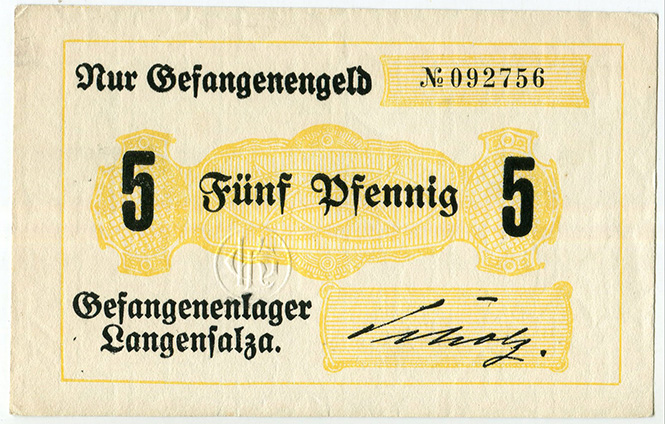 Nur Gefangenengeld
№ 092756
5 Fünf Pfennig 5
Gefangenenlager
Langensalza.